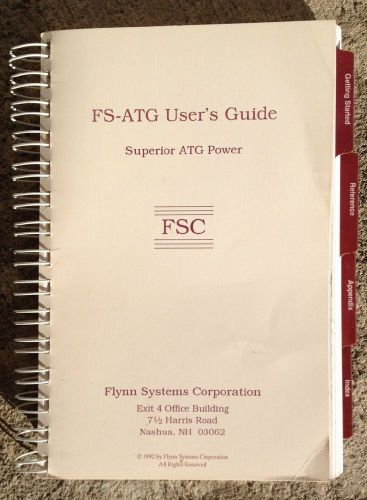 FS-ATG User's Guide
Superior ATG Power
FSC
Flynn Systems Corporation
Exit 4 Office Building
7½ Harris Road
Nashua, NH 03062
© 1992 by Flynn Systems Corporation
All Rights Reserved
Getting Started
Reference
Appendix
Index